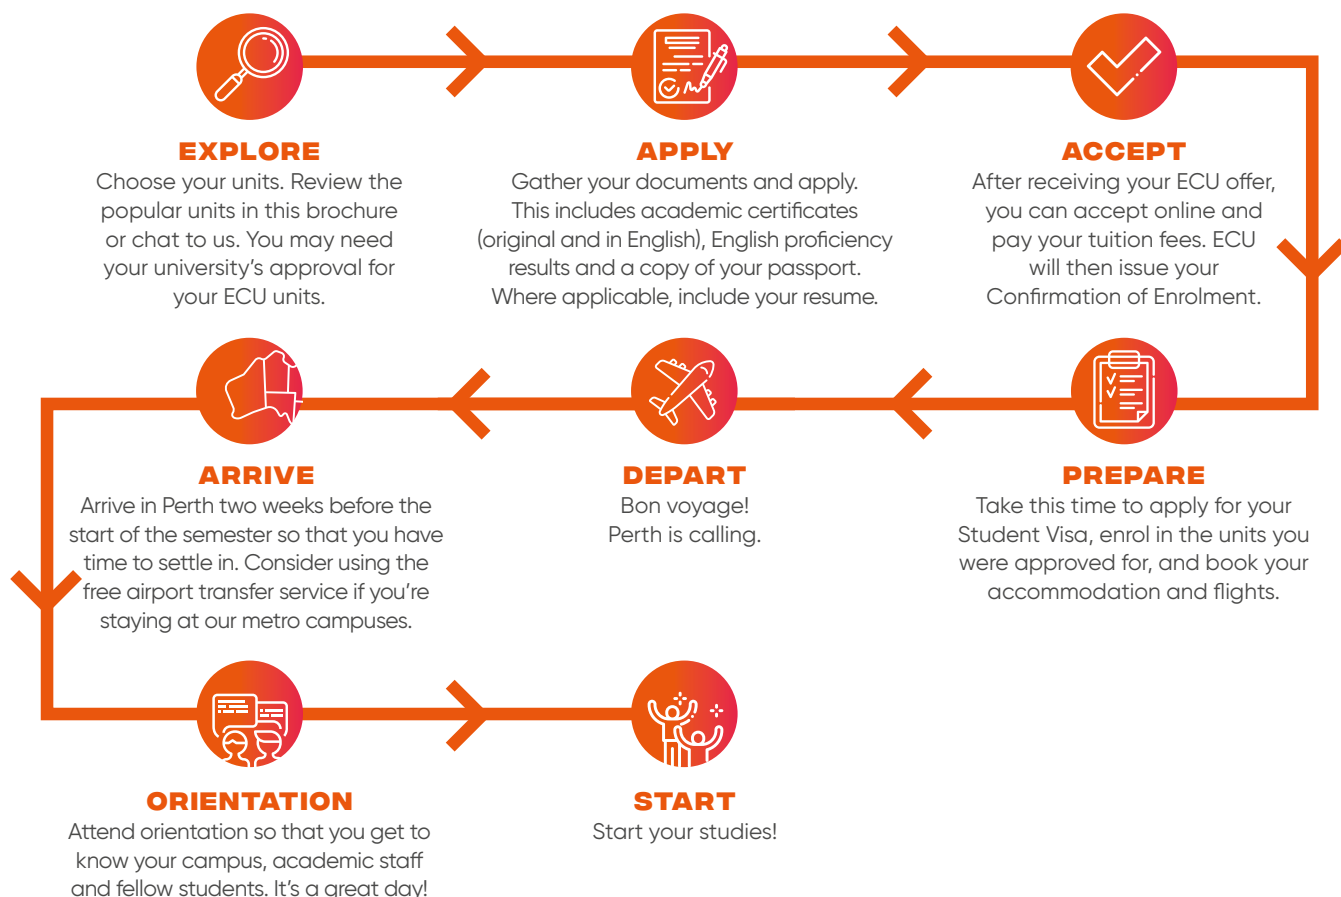 EXPLORE
Choose your units. Review the
popular units in this brochure
or chat to us. You may need
your university’s approval for
your ECU units.
APPLY
Gather your documents and apply.
This includes academic certificates
(original and in English), English proficiency
results and a copy of your passport.
Where applicable, include your resume.
ACCEPT
After receiving your ECU offer,
you can accept online and
pay your tuition fees. ECU
will then issue your
Confirmation of Enrolment.
PREPARE
Take this time to apply for your
Student Visa, enrol in the units you
were approved for, and book your
accommodation and flights.
DEPART
Bon voyage!
Perth is calling.
ARRIVE
Arrive in Perth two weeks before the
start of the semester so that you have
time to settle in. Consider using the
free airport transfer service if you’re
staying at our metro campuses.
ORIENTATION
Attend orientation so that you get to
know your campus, academic staff
and fellow students. It’s a great day!
START
Start your studies!